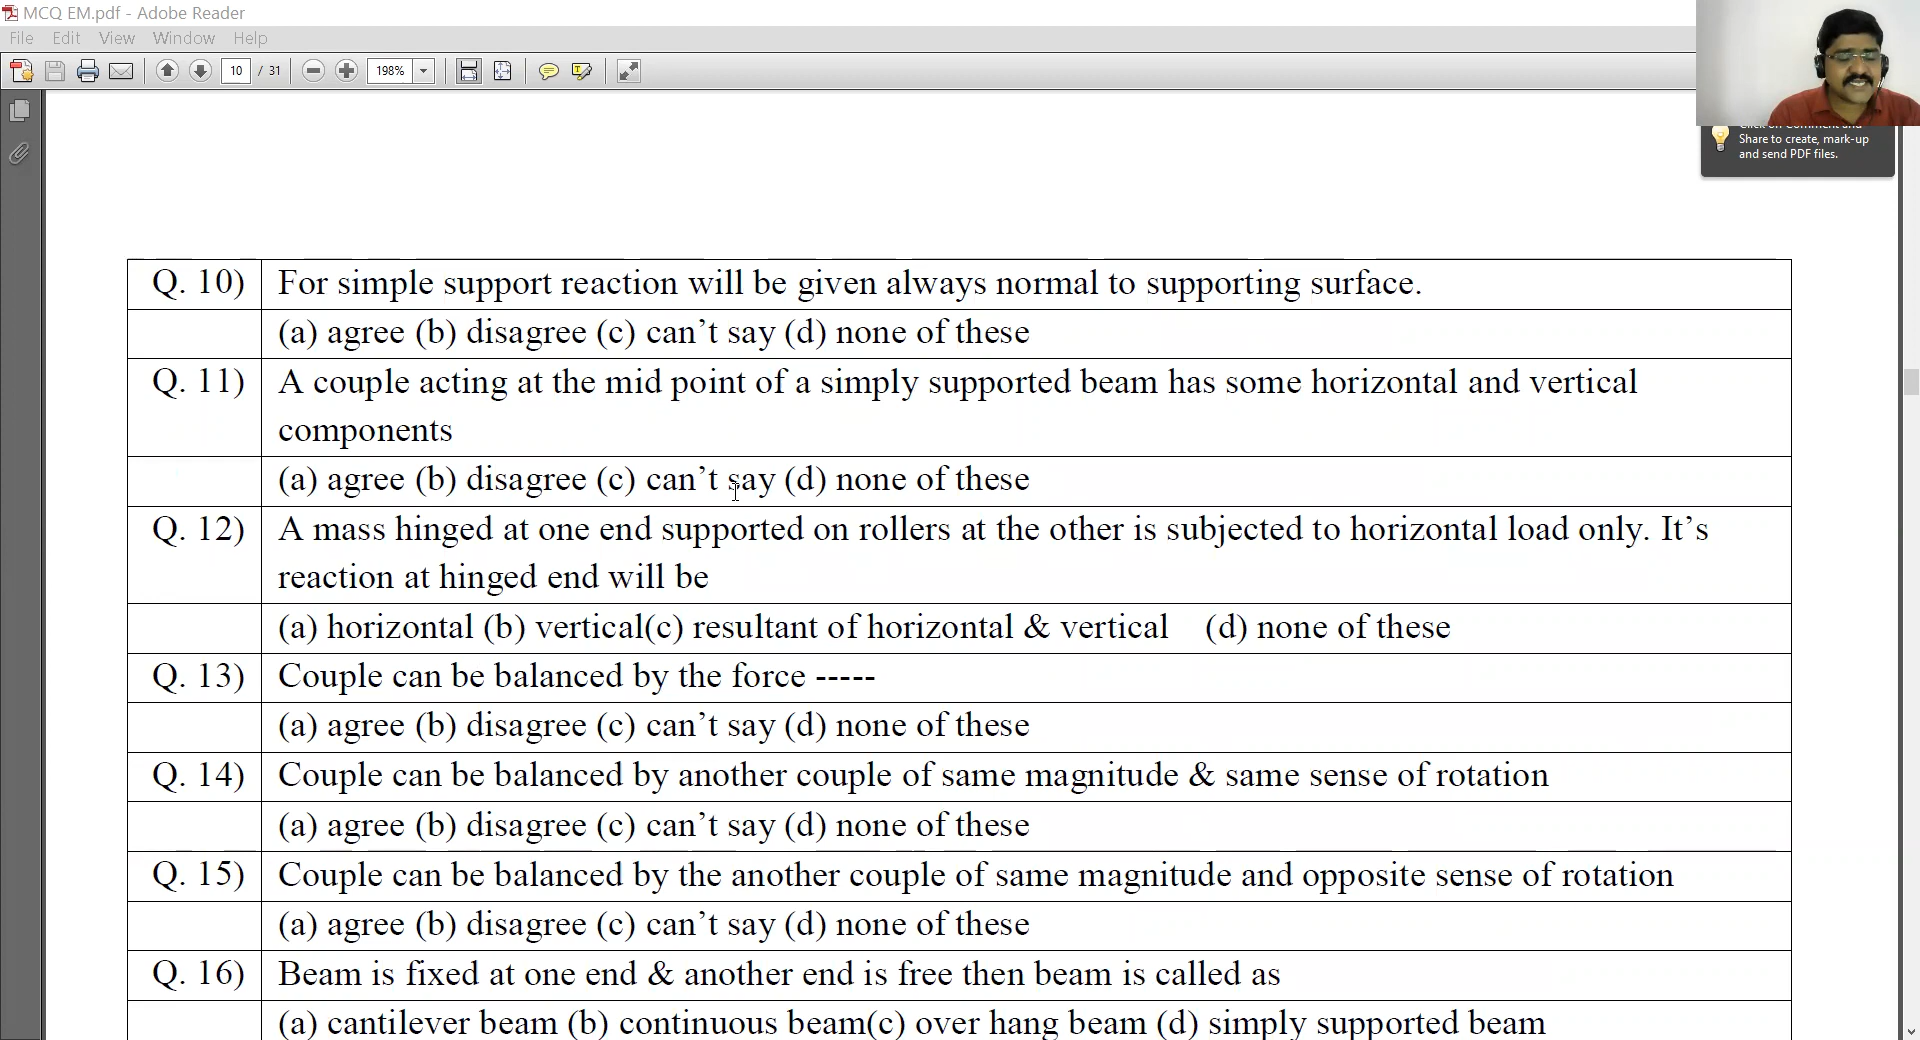 MCQ EM.pdf - Adobe Reader
File Edit View Window Help
10 / 31 198%
Share to create, mark-up
and send PDF files.
Q. 10) For simple support reaction will be given always normal to supporting surface.
(a) agree (b) disagree (c) can’t say (d) none of these
Q. 11) A couple acting at the mid point of a simply supported beam has some horizontal and vertical
components
(a) agree (b) disagree (c) can’t say (d) none of these
Q. 12) A mass hinged at one end supported on rollers at the other is subjected to horizontal load only. It’s
reaction at hinged end will be
(a) horizontal (b) vertical(c) resultant of horizontal & vertical (d) none of these
Q. 13) Couple can be balanced by the force -----
(a) agree (b) disagree (c) can’t say (d) none of these
Q. 14) Couple can be balanced by another couple of same magnitude & same sense of rotation
(a) agree (b) disagree (c) can’t say (d) none of these
Q. 15) Couple can be balanced by the another couple of same magnitude and opposite sense of rotation
(a) agree (b) disagree (c) can’t say (d) none of these
Q. 16) Beam is fixed at one end & another end is free then beam is called as
(a) cantilever beam (b) continuous beam(c) over hang beam (d) simply supported beam